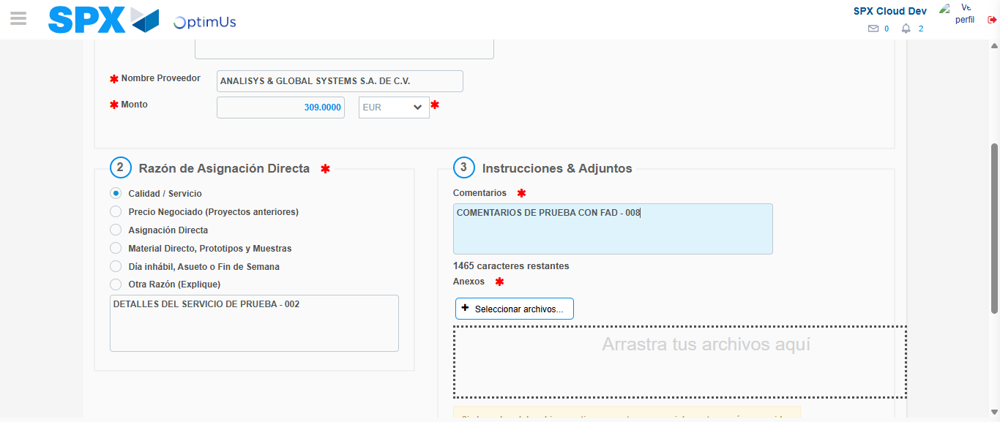 SPX
OptimUs
SPX Cloud Dev
0
2
Ve
perfil
* Nombre Proveedor
ANALISYS & GLOBAL SYSTEMS S.A. DE C.V.
* Monto
309.0000
EUR
*
2 Razón de Asignación Directa *
Calidad / Servicio
Precio Negociado (Proyectos anteriores)
Asignación Directa
Material Directo, Prototipos y Muestras
Día inhábil, Asueto o Fin de Semana
Otra Razón (Explique)
DETALLES DEL SERVICIO DE PRUEBA - 002
3 Instrucciones & Adjuntos
Comentarios *
COMENTARIOS DE PRUEBA CON FAD - 008
1465 caracteres restantes
Anexos *
+ Seleccionar archivos...
Arrastra tus archivos aquí